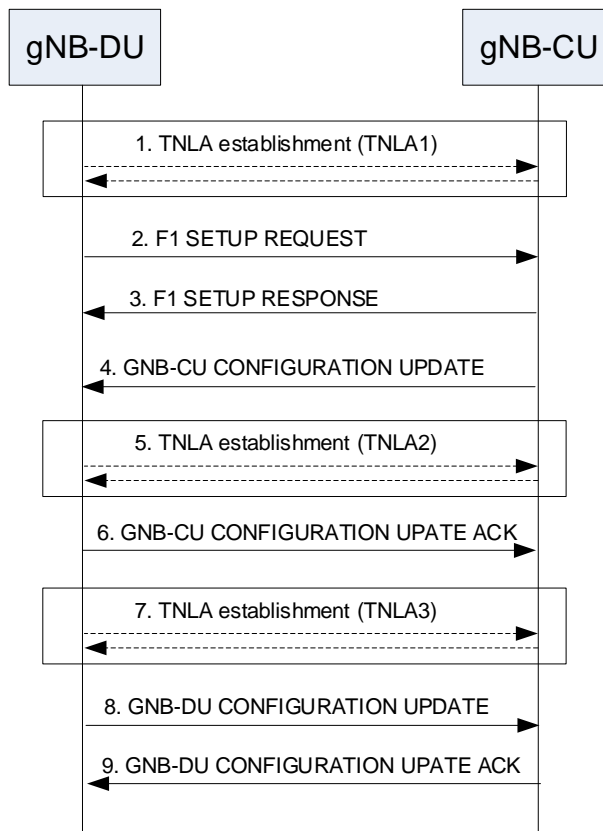 gNB-DU
gNB-CU
1. TNLA establishment (TNLA1)
2. F1 SETUP REQUEST
3. F1 SETUP RESPONSE
4. GNB-CU CONFIGURATION UPDATE
5. TNLA establishment (TNLA2)
6. GNB-CU CONFIGURATION UPATE ACK
7. TNLA establishment (TNLA3)
8. GNB-DU CONFIGURATION UPDATE
9. GNB-DU CONFIGURATION UPATE ACK